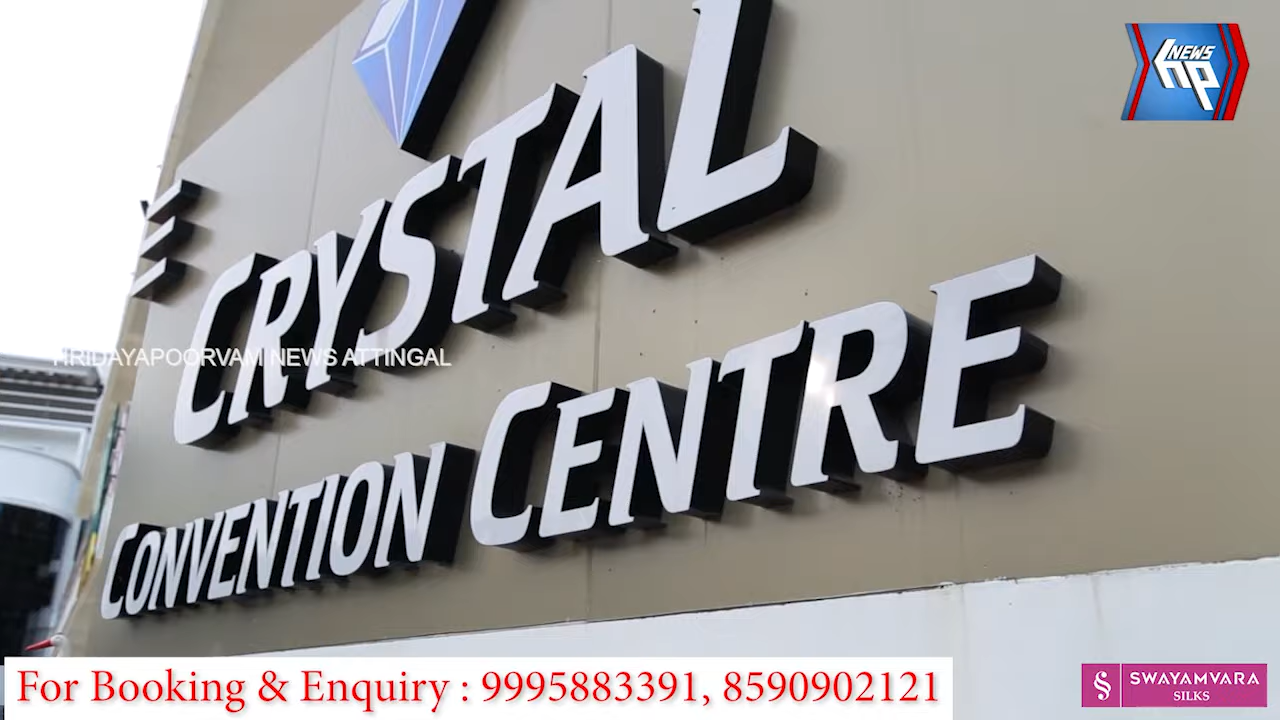 NEWS
hp
CRYSTAL
HRIDAYAPOORVAM NEWS ATTINGAL
CONVENTION CENTRE
For Booking & Enquiry : 9995883391, 8590902121
SWAYAMVARA
SILKS